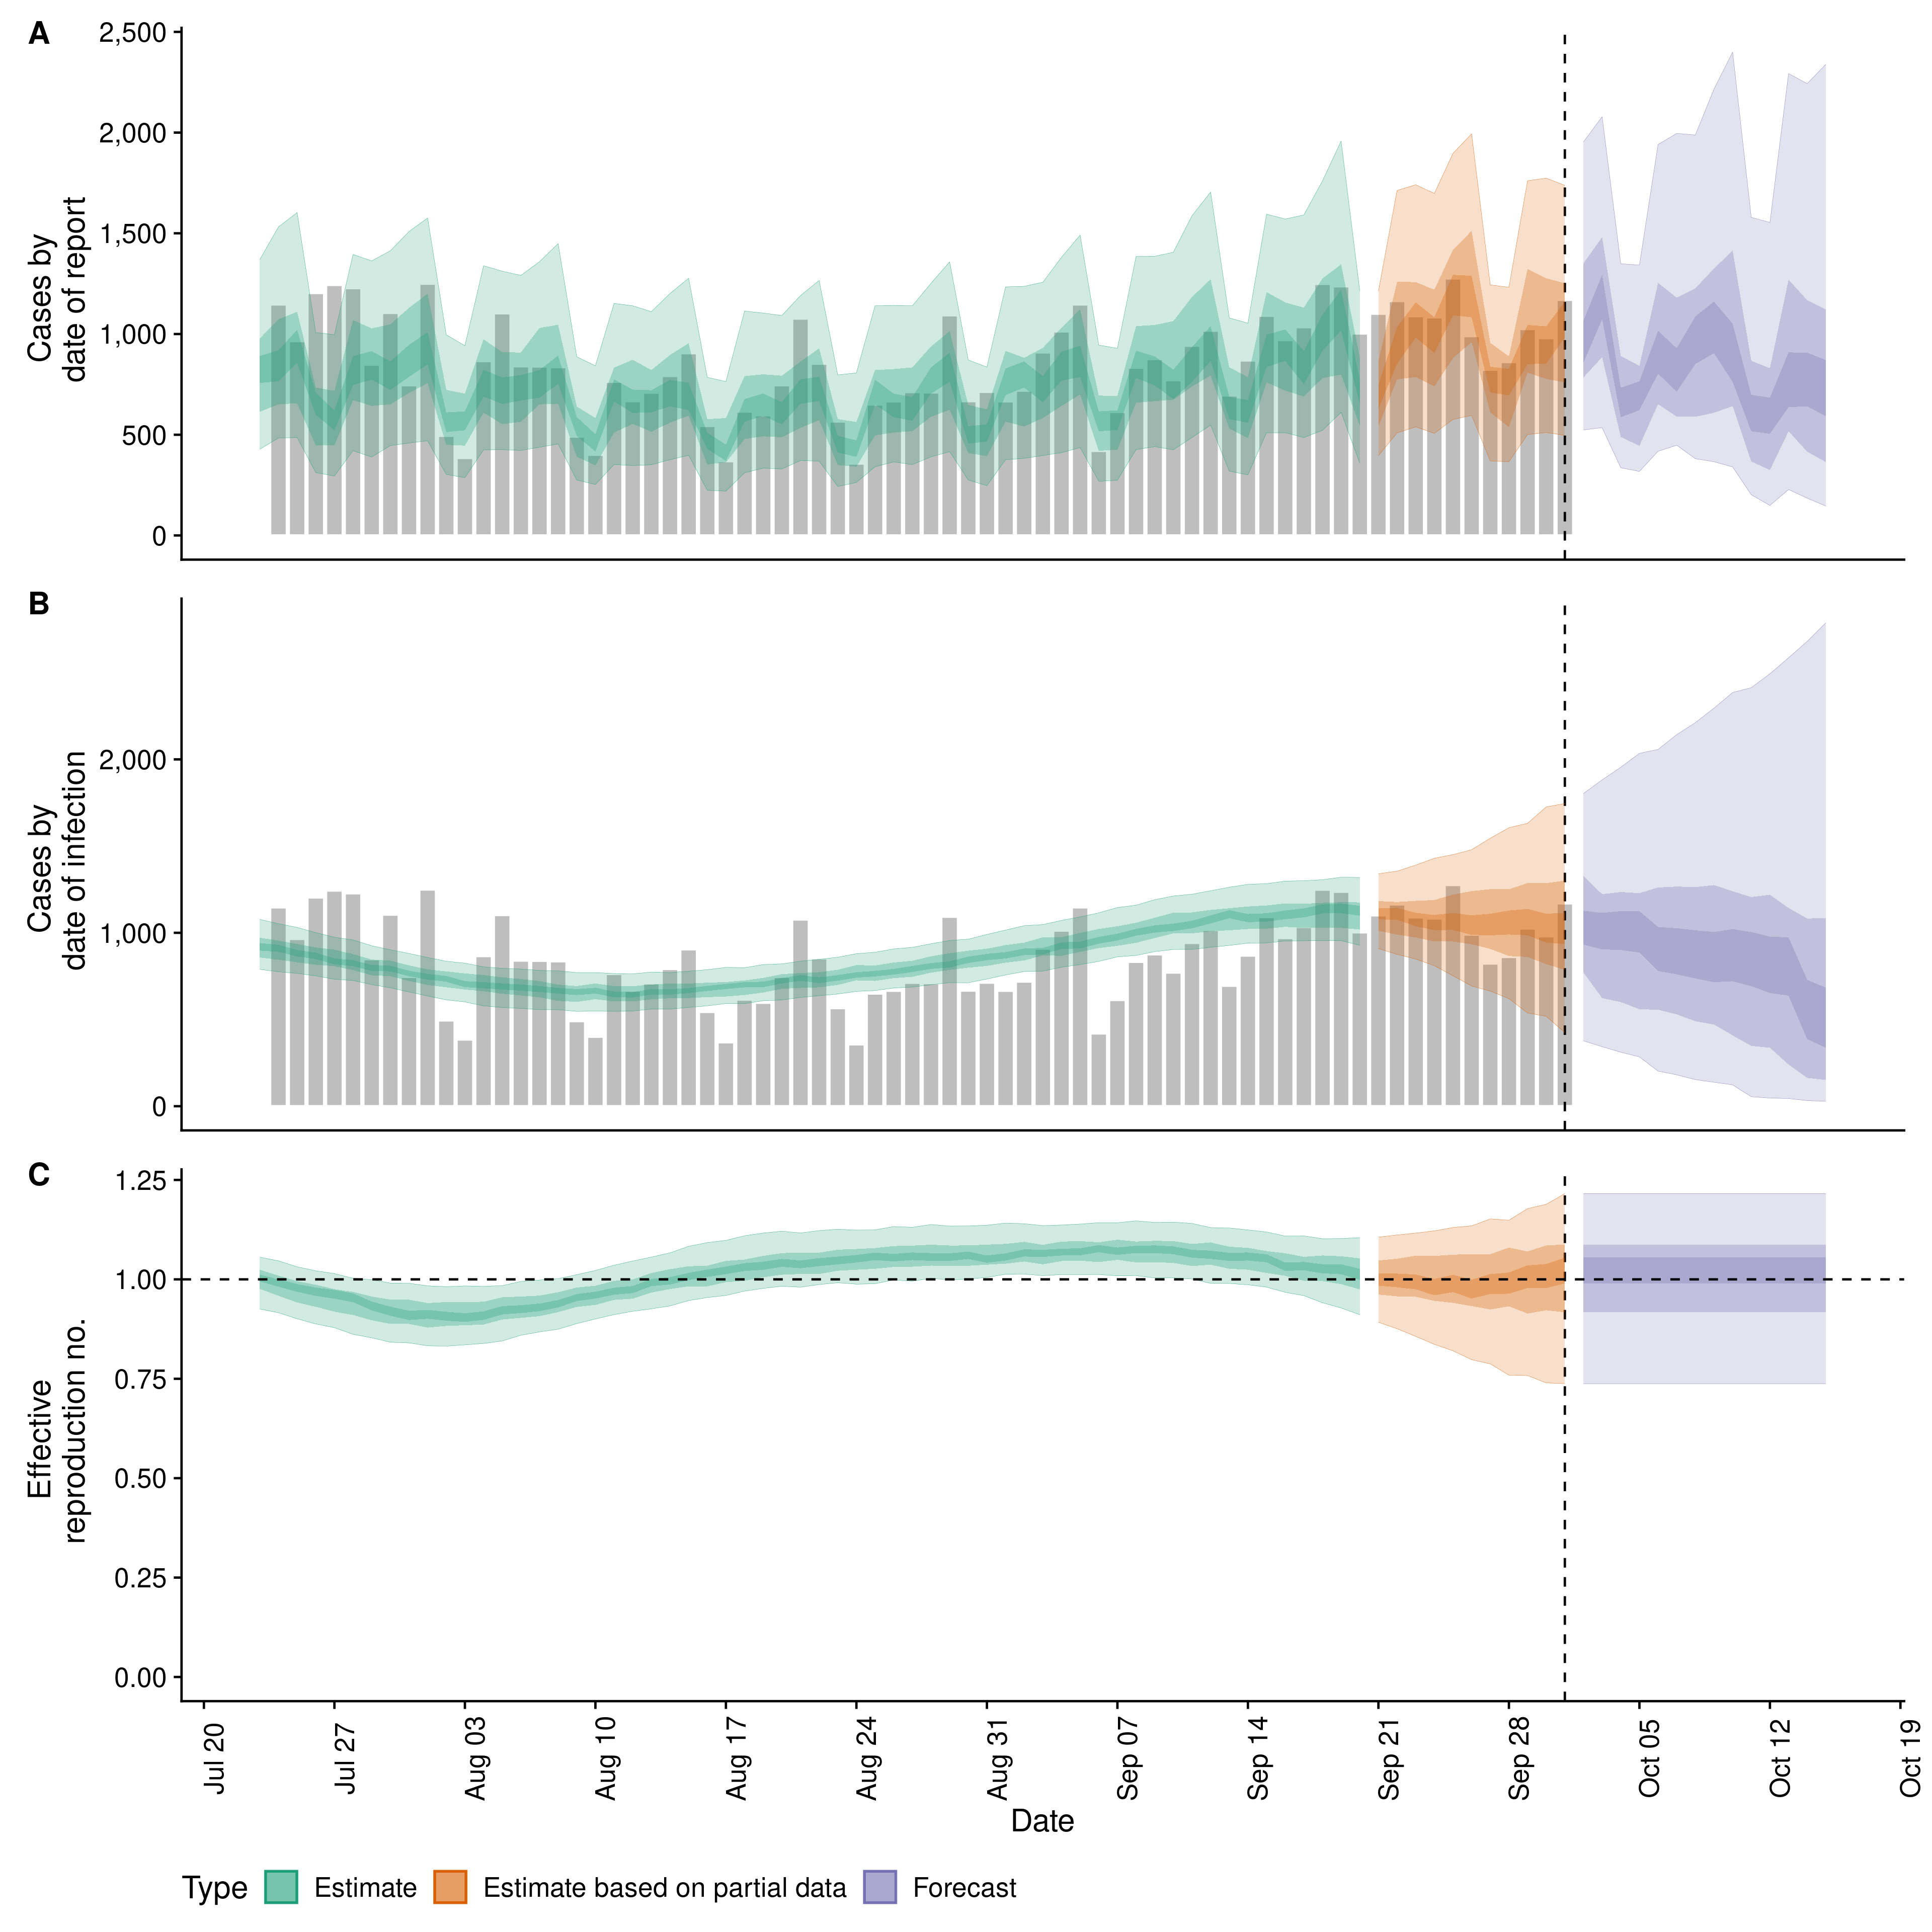 A
Cases by
date of report
2,500
2,000
1,500
1,000
500
0
B
Cases by
date of infection
2,000
1,000
0
C
Effective
reproduction no.
1.25
1.00
0.75
0.50
0.25
0.00
Jul 20
Jul 27
Aug 03
Aug 10
Aug 17
Aug 24
Aug 31
Sep 07
Sep 14
Sep 21
Sep 28
Oct 05
Oct 12
Oct 19
Date
Type Estimate Estimate based on partial data Forecast